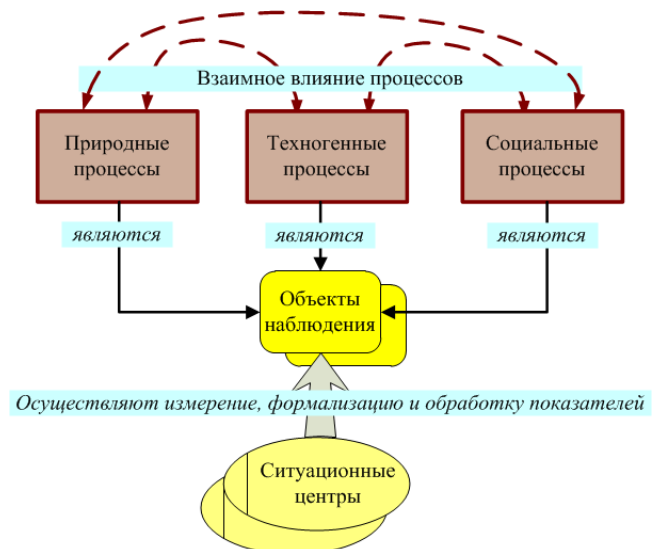 Взаимное влияние процессов
Природные
процессы
Техногенные
процессы
Социальные
процессы
являются
являются
являются
Объекты
наблюдения
Осуществляют измерение, формализацию и обработку показателей
Ситуационные
центры